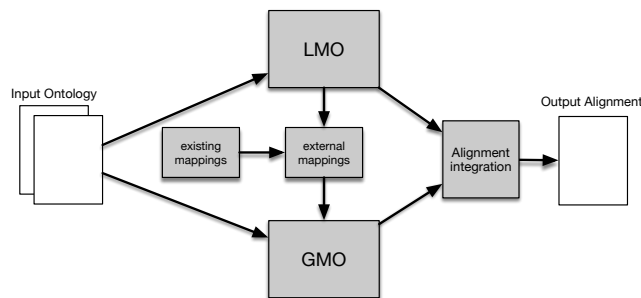 LMO
Input Ontology
Output Alignment
existing
mappings
external
mappings
Alignment
integration
GMO